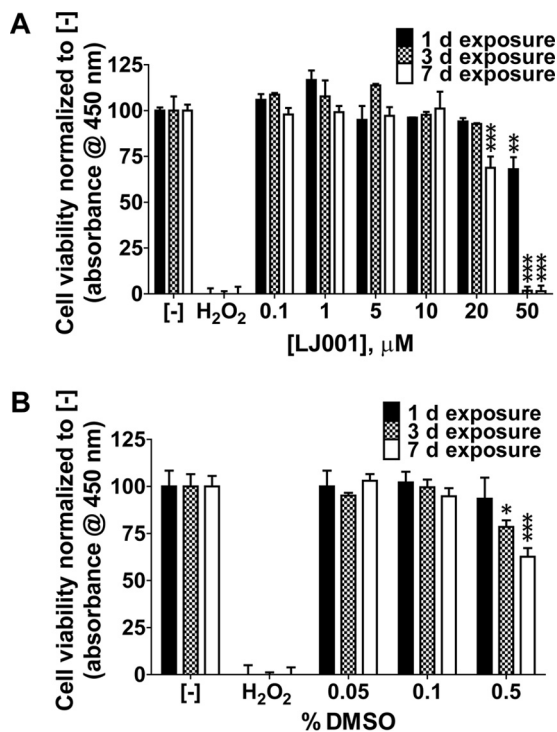 A
1 d exposure
3 d exposure
7 d exposure
Cell viability normalized to [-]
(absorbance @ 450 nm)
125
100
75
50
25
0
***
**
***
***
[-]
H₂O₂
0.1
1
5
10
20
50
[LJ001], μM
B
1 d exposure
3 d exposure
7 d exposure
Cell viability normalized to [-]
(absorbance @ 450 nm)
125
100
75
50
25
0
*
***
[-]
H₂O₂
0.05
0.1
0.5
% DMSO